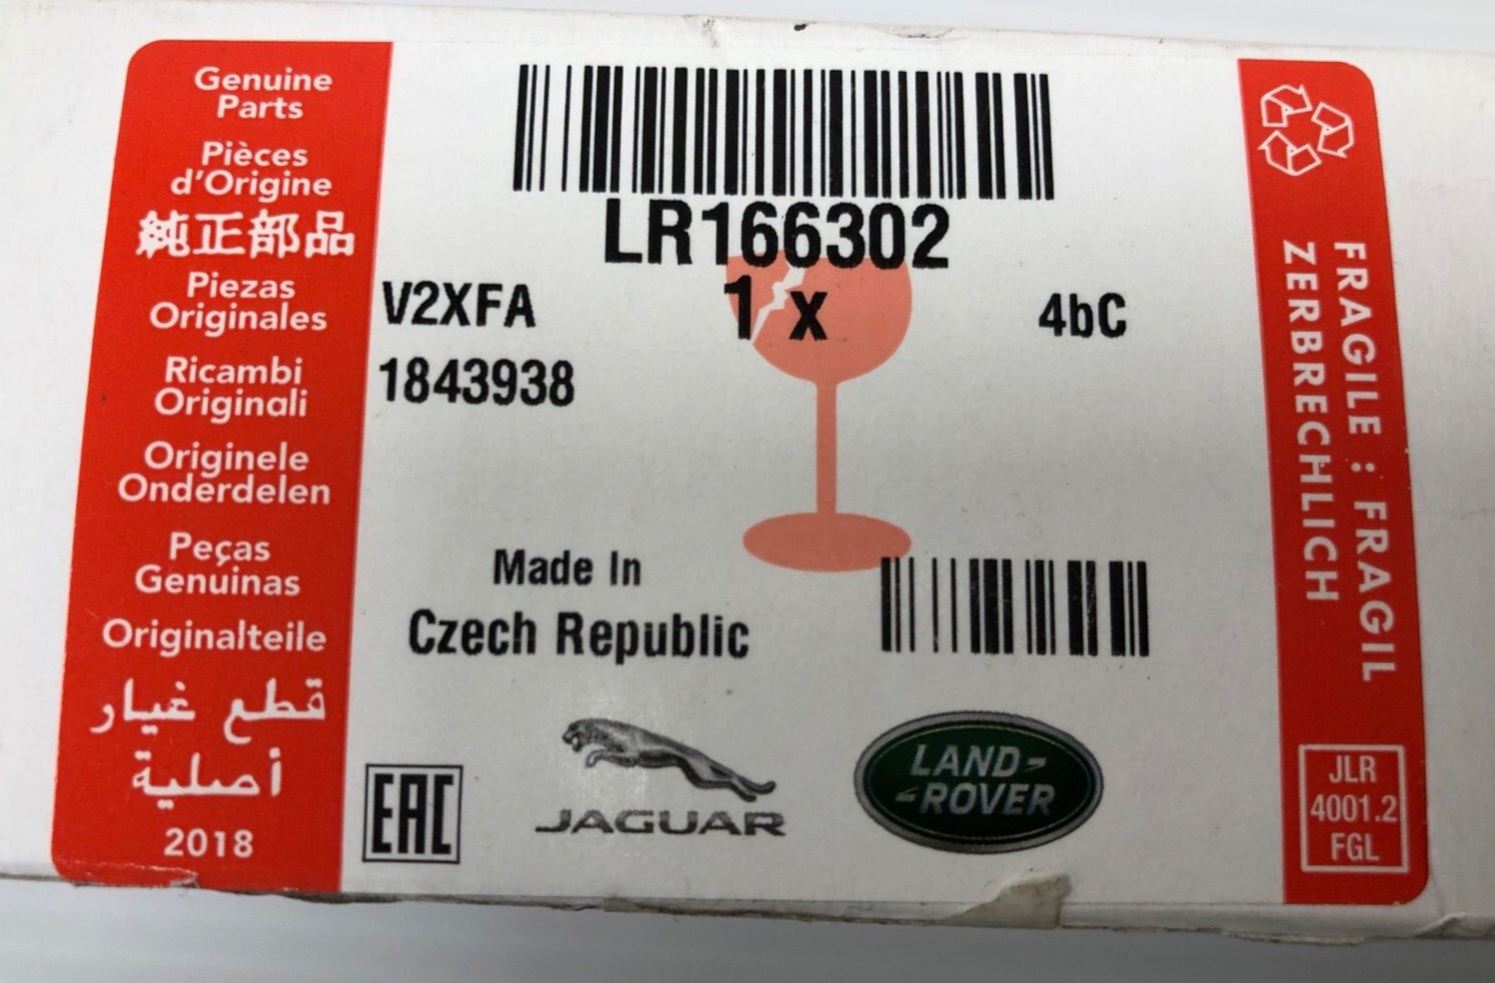 Genuine
Parts
Pièces
d'Origine
純正部品
Piezas
Originales
Ricambi
Originali
Originele
Onderdelen
Peças
Genuinas
Originalteile
قطع غيار
أصلية
2018
LR166302
V2XFA
1 x
4bC
1843938
Made In
Czech Republic
EAC
JAGUAR
LAND-
-ROVER
FRAGILE : FRAGIL
ZERBRECHLICH
JLR
4001.2
FGL